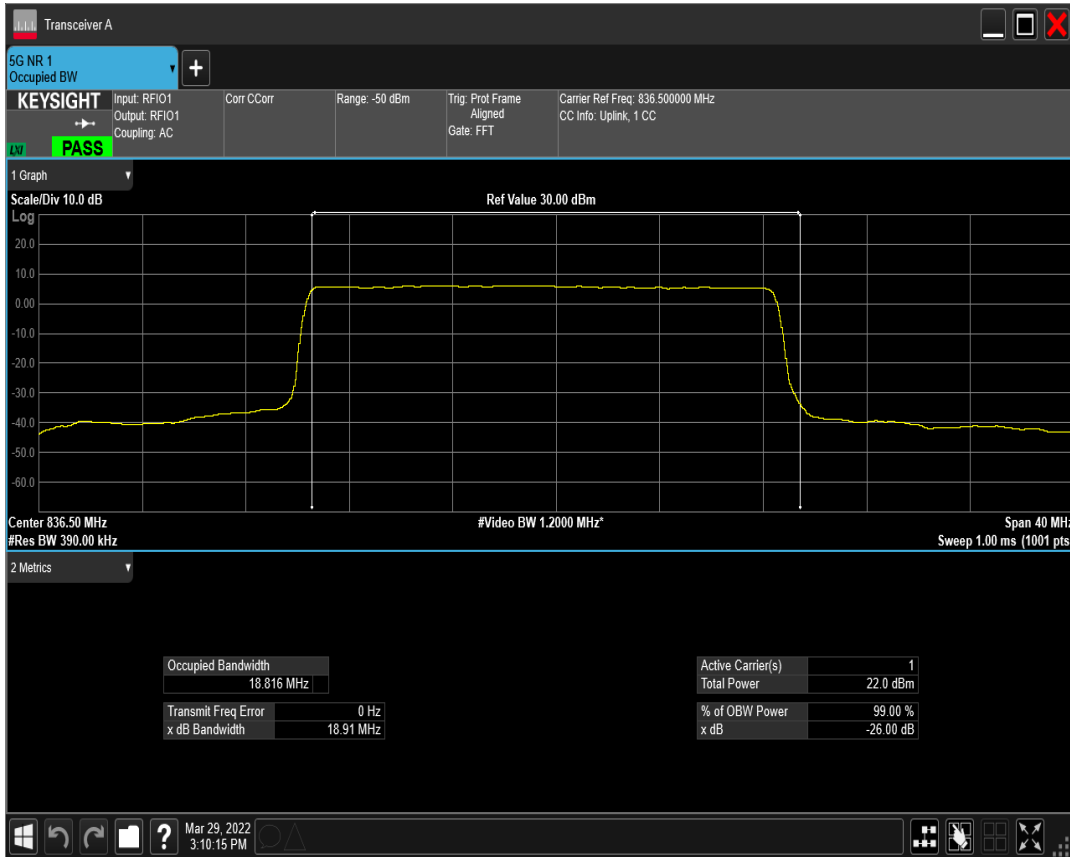 Transceiver A
5G NR 1
Occupied BW
+
KEYSIGHT
LXI
PASS
Input: RFIO1
Output: RFIO1
Coupling: AC
Corr CCorr
Range: -50 dBm
Trig: Prot Frame
Aligned
Gate: FFT
Carrier Ref Freq: 836.500000 MHz
CC Info: Uplink, 1 CC
1 Graph
Scale/Div 10.0 dB
Ref Value 30.00 dBm
Log
20.0
10.0
0.00
-10.0
-20.0
-30.0
-40.0
-50.0
-60.0
Center 836.50 MHz
#Video BW 1.2000 MHz*
Span 40 MHz
#Res BW 390.00 kHz
Sweep 1.00 ms (1001 pts
2 Metrics
Occupied Bandwidth
18.816 MHz
Transmit Freq Error 0 Hz
x dB Bandwidth 18.91 MHz
Active Carrier(s) 1
Total Power 22.0 dBm
% of OBW Power 99.00 %
x dB -26.00 dB
?
Mar 29, 2022
3:10:15 PM